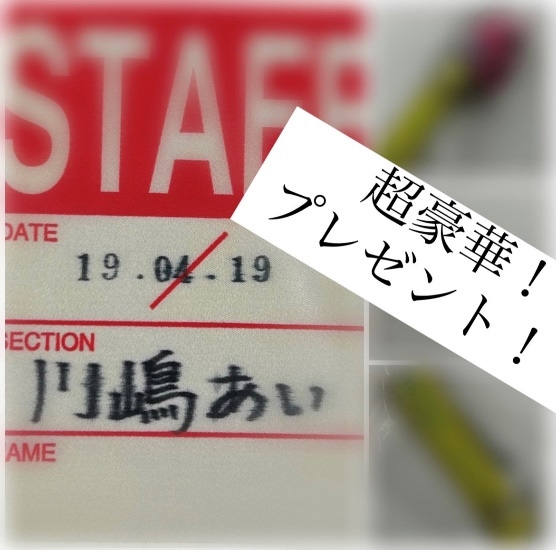 STAFF
DATE
19.04-19
SECTION
川嶋あい
NAME
超豪華！
プレゼント！